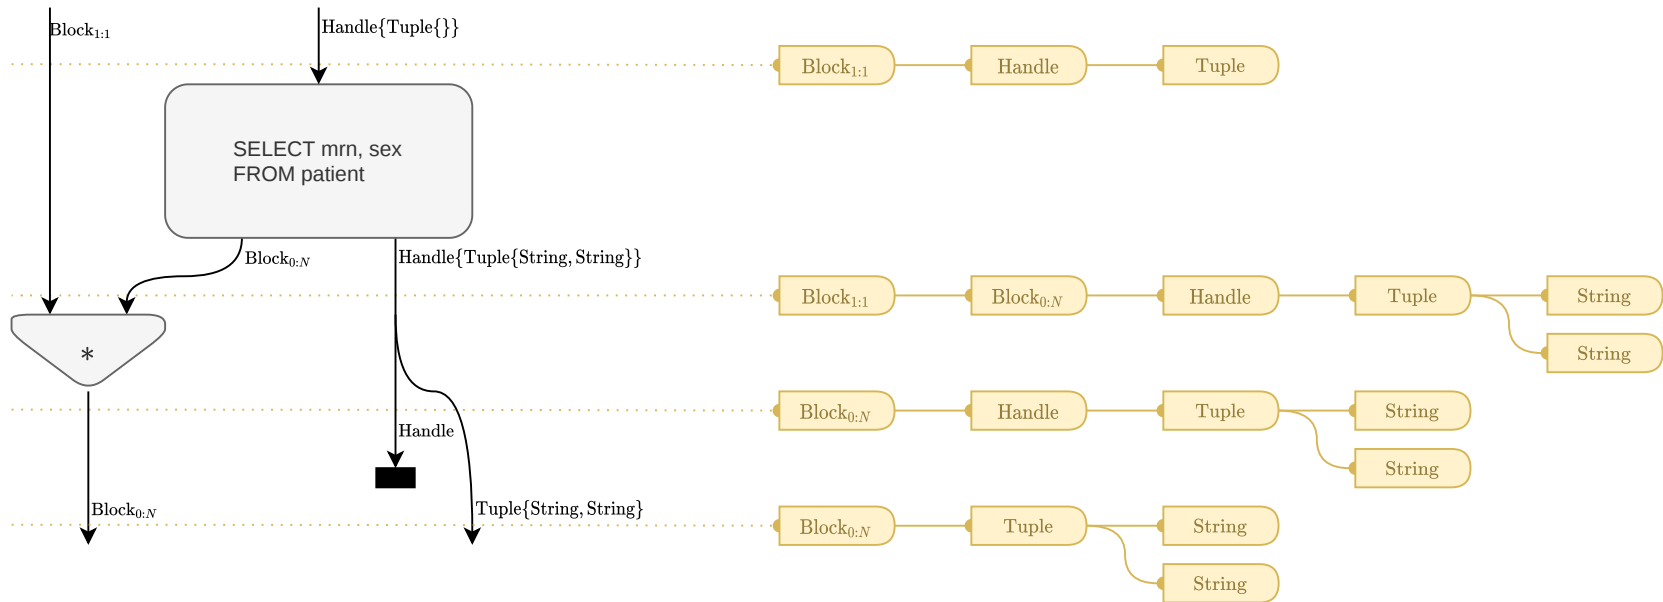 Block1:1
Handle{Tuple{}}
Block1:1
Handle
Tuple
SELECT mrn, sex
FROM patient
Block0:N
Handle{Tuple{String, String}}
Block1:1
Block0:N
Handle
Tuple
String
String
*
Block0:N
Handle
Tuple
String
Handle
String
Block0:N
Tuple{String, String}
Block0:N
Tuple
String
String